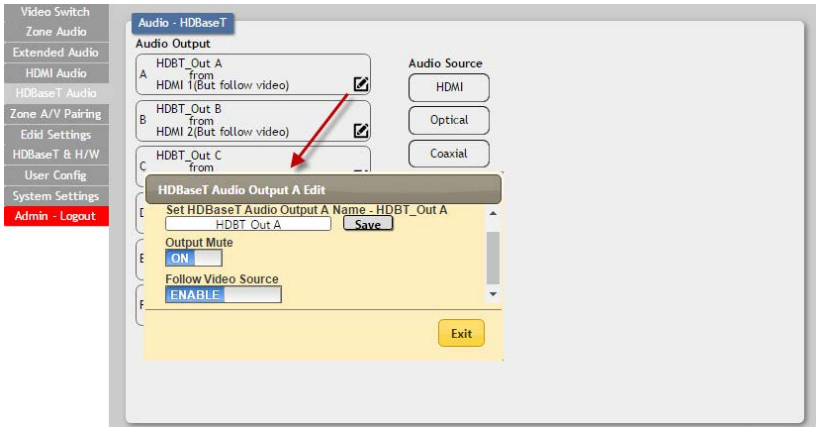 Video Switch
Zone Audio
Extended Audio
HDMI Audio
HDBaseT Audio
Zone A/V Pairing
Edid Settings
HDBaseT & H/W
User Config
System Settings
Admin - Logout
Audio - HDBaseT
Audio Output
A
HDBT_Out A
from
HDMI 1(But follow video)
B
HDBT_Out B
from
HDMI 2(But follow video)
C
HDBT_Out C
from
D
E
F
Audio Source
HDMI
Optical
Coaxial
HDBaseT Audio Output A Edit
Set HDBaseT Audio Output A Name - HDBT_Out A
HDBT Out A
Save
Output Mute
ON
Follow Video Source
ENABLE
Exit